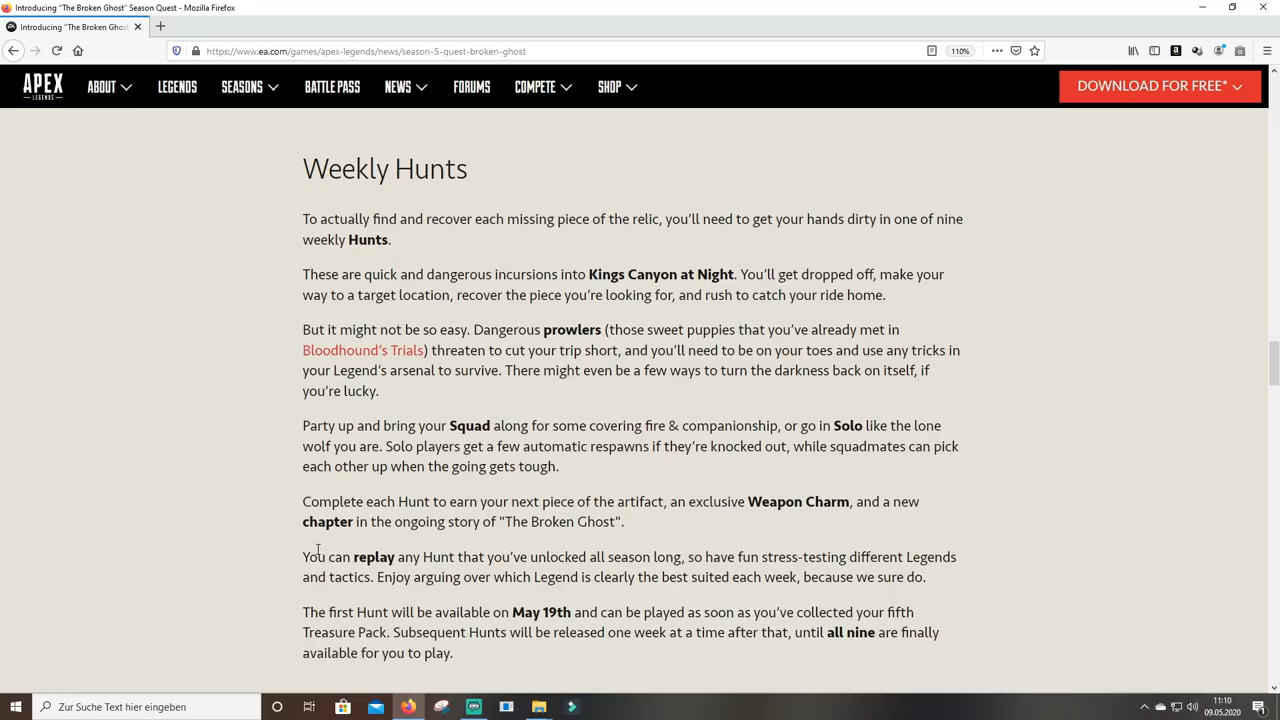 Introducing "The Broken Ghost" Season Quest - Mozilla Firefox
Introducing "The Broken Ghost
https://www.ea.com/games/apex-legends/news/season-5-quest-broken-ghost
110%
APEX
LEGENDS
ABOUT
LEGENDS
SEASONS
BATTLE PASS
NEWS
FORUMS
COMPETE
SHOP
DOWNLOAD FOR FREE*
Weekly Hunts
To actually find and recover each missing piece of the relic, you’ll need to get your hands dirty in one of nine
weekly Hunts.
These are quick and dangerous incursions into Kings Canyon at Night. You’ll get dropped off, make your
way to a target location, recover the piece you’re looking for, and rush to catch your ride home.
But it might not be so easy. Dangerous prowlers (those sweet puppies that you’ve already met in
Bloodhound’s Trials) threaten to cut your trip short, and you’ll need to be on your toes and use any tricks in
your Legend’s arsenal to survive. There might even be a few ways to turn the darkness back on itself, if
you’re lucky.
Party up and bring your Squad along for some covering fire & companionship, or go in Solo like the lone
wolf you are. Solo players get a few automatic respawns if they’re knocked out, while squadmates can pick
each other up when the going gets tough.
Complete each Hunt to earn your next piece of the artifact, an exclusive Weapon Charm, and a new
chapter in the ongoing story of "The Broken Ghost".
You can replay any Hunt that you’ve unlocked all season long, so have fun stress-testing different Legends
and tactics. Enjoy arguing over which Legend is clearly the best suited each week, because we sure do.
The first Hunt will be available on May 19th and can be played as soon as you’ve collected your fifth
Treasure Pack. Subsequent Hunts will be released one week at a time after that, until all nine are finally
available for you to play.
Zur Suche Text hier eingeben
11:10
09.05.2020